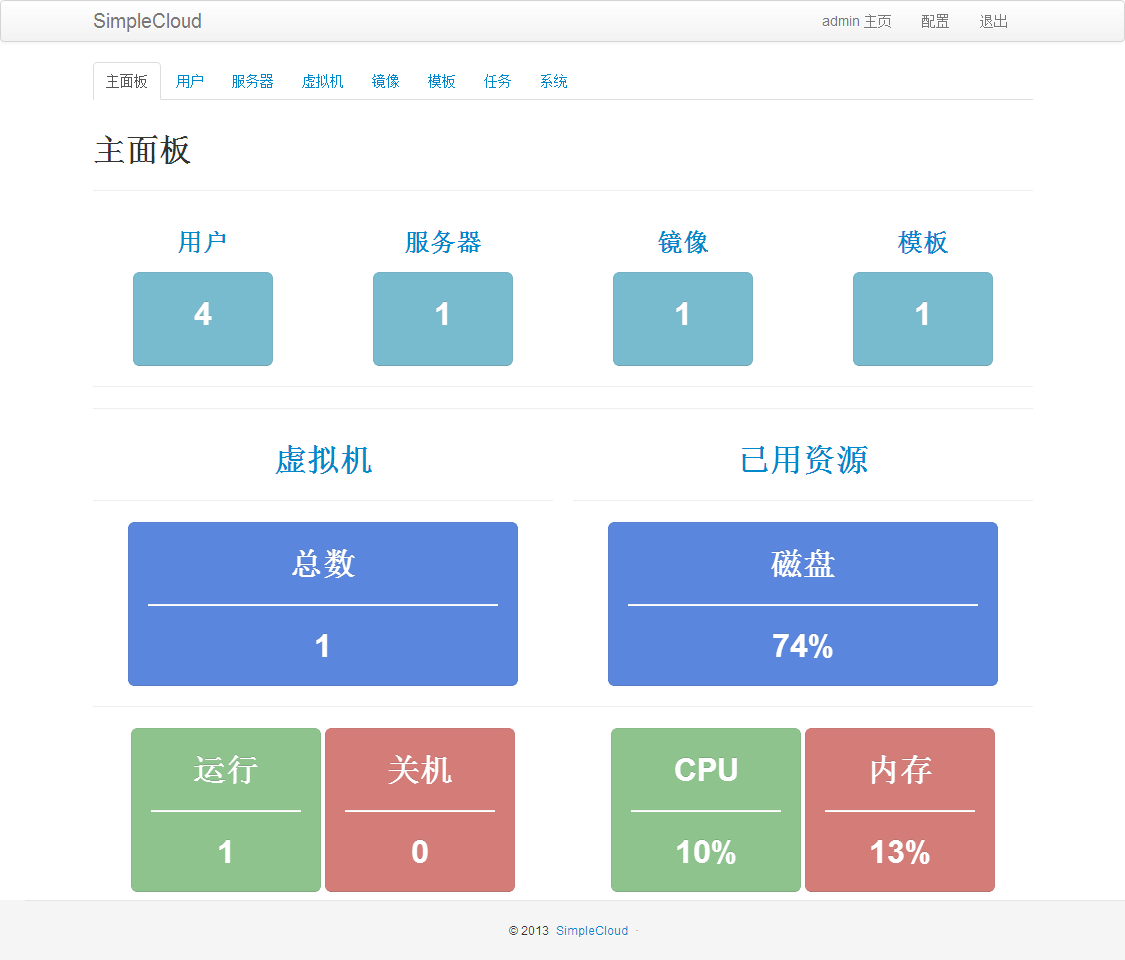 SimpleCloud admin 主页 配置 退出
主面板 用户 服务器 虚拟机 镜像 模板 任务 系统
主面板
用户 服务器 镜像 模板
4 1 1 1
虚拟机 已用资源
总数 磁盘
1 74%
运行 关机 CPU 内存
1 0 10% 13%
© 2013 SimpleCloud -